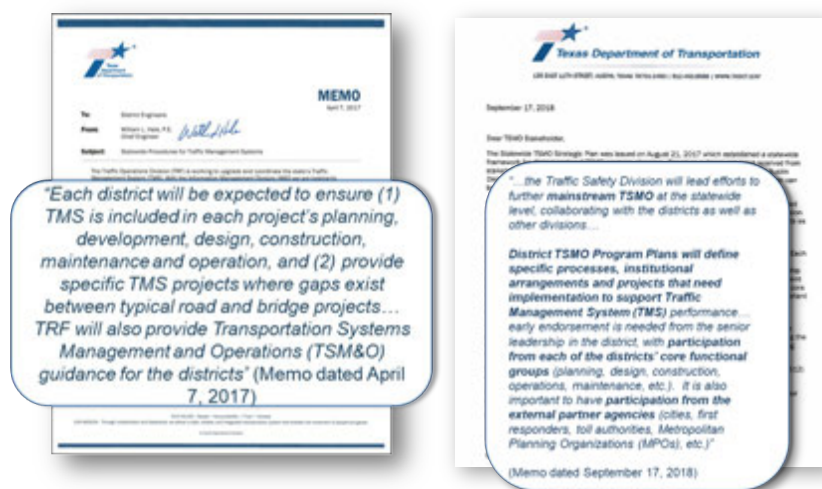 Texas
Department
of Transportation
MEMO
April 7, 2017
To: District Engineers
From: William L. Hale, P.E.
Chief Engineer
Subject: Statewide Procedures for Traffic Management Systems
"Each district will be expected to ensure (1)
TMS is included in each project's planning,
development, design, construction,
maintenance and operation, and (2) provide
specific TMS projects where gaps exist
between typical road and bridge projects…
TRF will also provide Transportation Systems
Management and Operations (TSM&O)
guidance for the districts" (Memo dated April
7, 2017)
Texas Department of Transportation
September 17, 2018
Dear TSMO Stakeholder,
The Statewide TSMO Strategic Plan was issued on August 21, 2017 which established a statewide
"…the Traffic Safety Division will lead efforts to
further mainstream TSMO at the statewide
level, collaborating with the districts as well as
other divisions…
District TSMO Program Plans will define
specific processes, institutional
arrangements and projects that need
implementation to support Traffic
Management System (TMS) performance…
early endorsement is needed from the senior
leadership in the district, with participation
from each of the districts' core functional
groups (planning, design, construction,
operations, maintenance, etc.). It is also
important to have participation from the
external partner agencies (cities, first
responders, toll authorities, Metropolitan
Planning Organizations (MPOs), etc.)"
(Memo dated September 17, 2018)